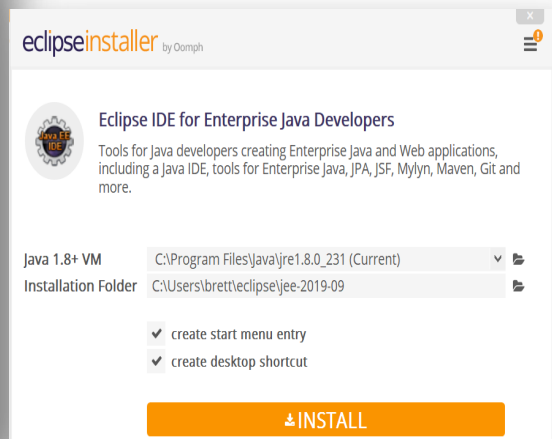 x
eclipseinstaller by Oomph
!
Java EE
IDE
Eclipse IDE for Enterprise Java Developers
Tools for Java developers creating Enterprise Java and Web applications,
including a Java IDE, tools for Enterprise Java, JPA, JSF, Mylyn, Maven, Git and
more.
Java 1.8+ VM C:\Program Files\Java\jre1.8.0_231 (Current)
Installation Folder C:\Users\brett\eclipse\jee-2019-09
create start menu entry
create desktop shortcut
INSTALL